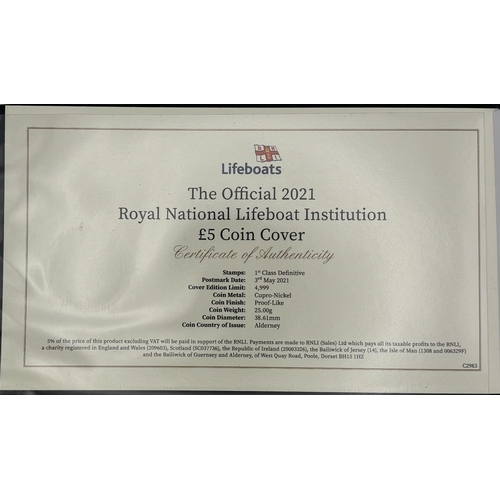 RNLI
Lifeboats
The Official 2021
Royal National Lifeboat Institution
£5 Coin Cover
Certificate of Authenticity
Stamps: 1st Class Definitive
Postmark Date: 3rd May 2021
Cover Edition Limit: 4,999
Coin Metal: Cupro-Nickel
Coin Finish: Proof-Like
Coin Weight: 25.00g
Coin Diameter: 38.61mm
Coin Country of Issue: Alderney
5% of the price of this product excluding VAT will be paid in support of the RNLI. Payments are made to RNLI (Sales) Ltd which pays all its taxable profits to the RNLI,
a charity registered in England and Wales (209603), Scotland (SC037736), the Republic of Ireland (20003326), the Bailiwick of Jersey (14), the Isle of Man (1308 and 006329F)
and the Bailiwick of Guernsey and Alderney, of West Quay Road, Poole, Dorset BH15 1HZ
C2983